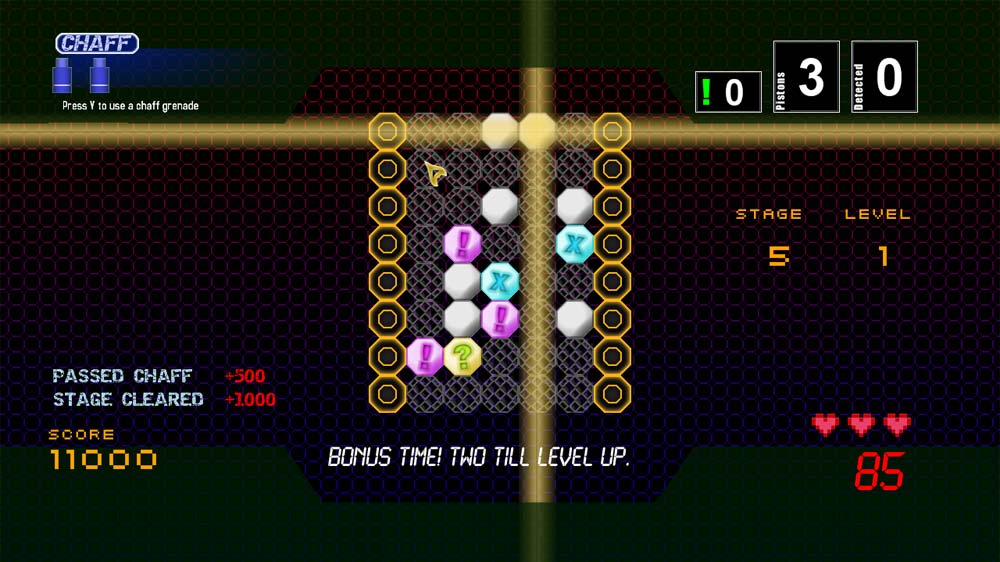 CHAFF
Press Y to use a chaff grenade
! 0
Pistons 3
Detected 0
STAGE LEVEL
5 1
!
X
X
!
! ?
PASSED CHAFF +500
STAGE CLEARED +1000
SCORE
11000
BONUS TIME! TWO TILL LEVEL UP.
85